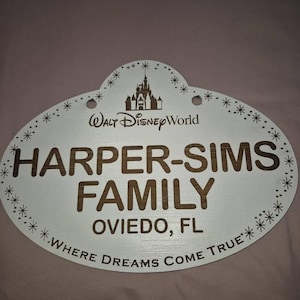 Walt Disney World
HARPER-SIMS
FAMILY
OVIEDO, FL
WHERE DREAMS COME TRUE